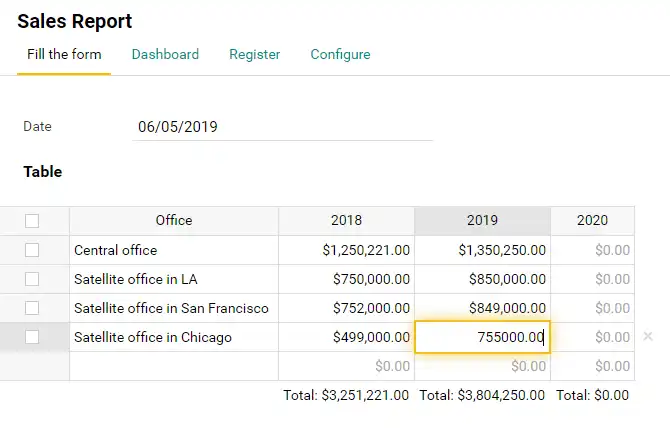 Sales Report
Fill the form Dashboard Register Configure
Date 06/05/2019
Table
Office 2018 2019 2020
Central office $1,250,221.00 $1,350,250.00 $0.00
Satellite office in LA $750,000.00 $850,000.00 $0.00
Satellite office in San Francisco $752,000.00 $849,000.00 $0.00
Satellite office in Chicago $499,000.00 755000.00 $0.00 ×
$0.00 $0.00 $0.00
Total: $3,251,221.00 Total: $3,804,250.00 Total: $0.00